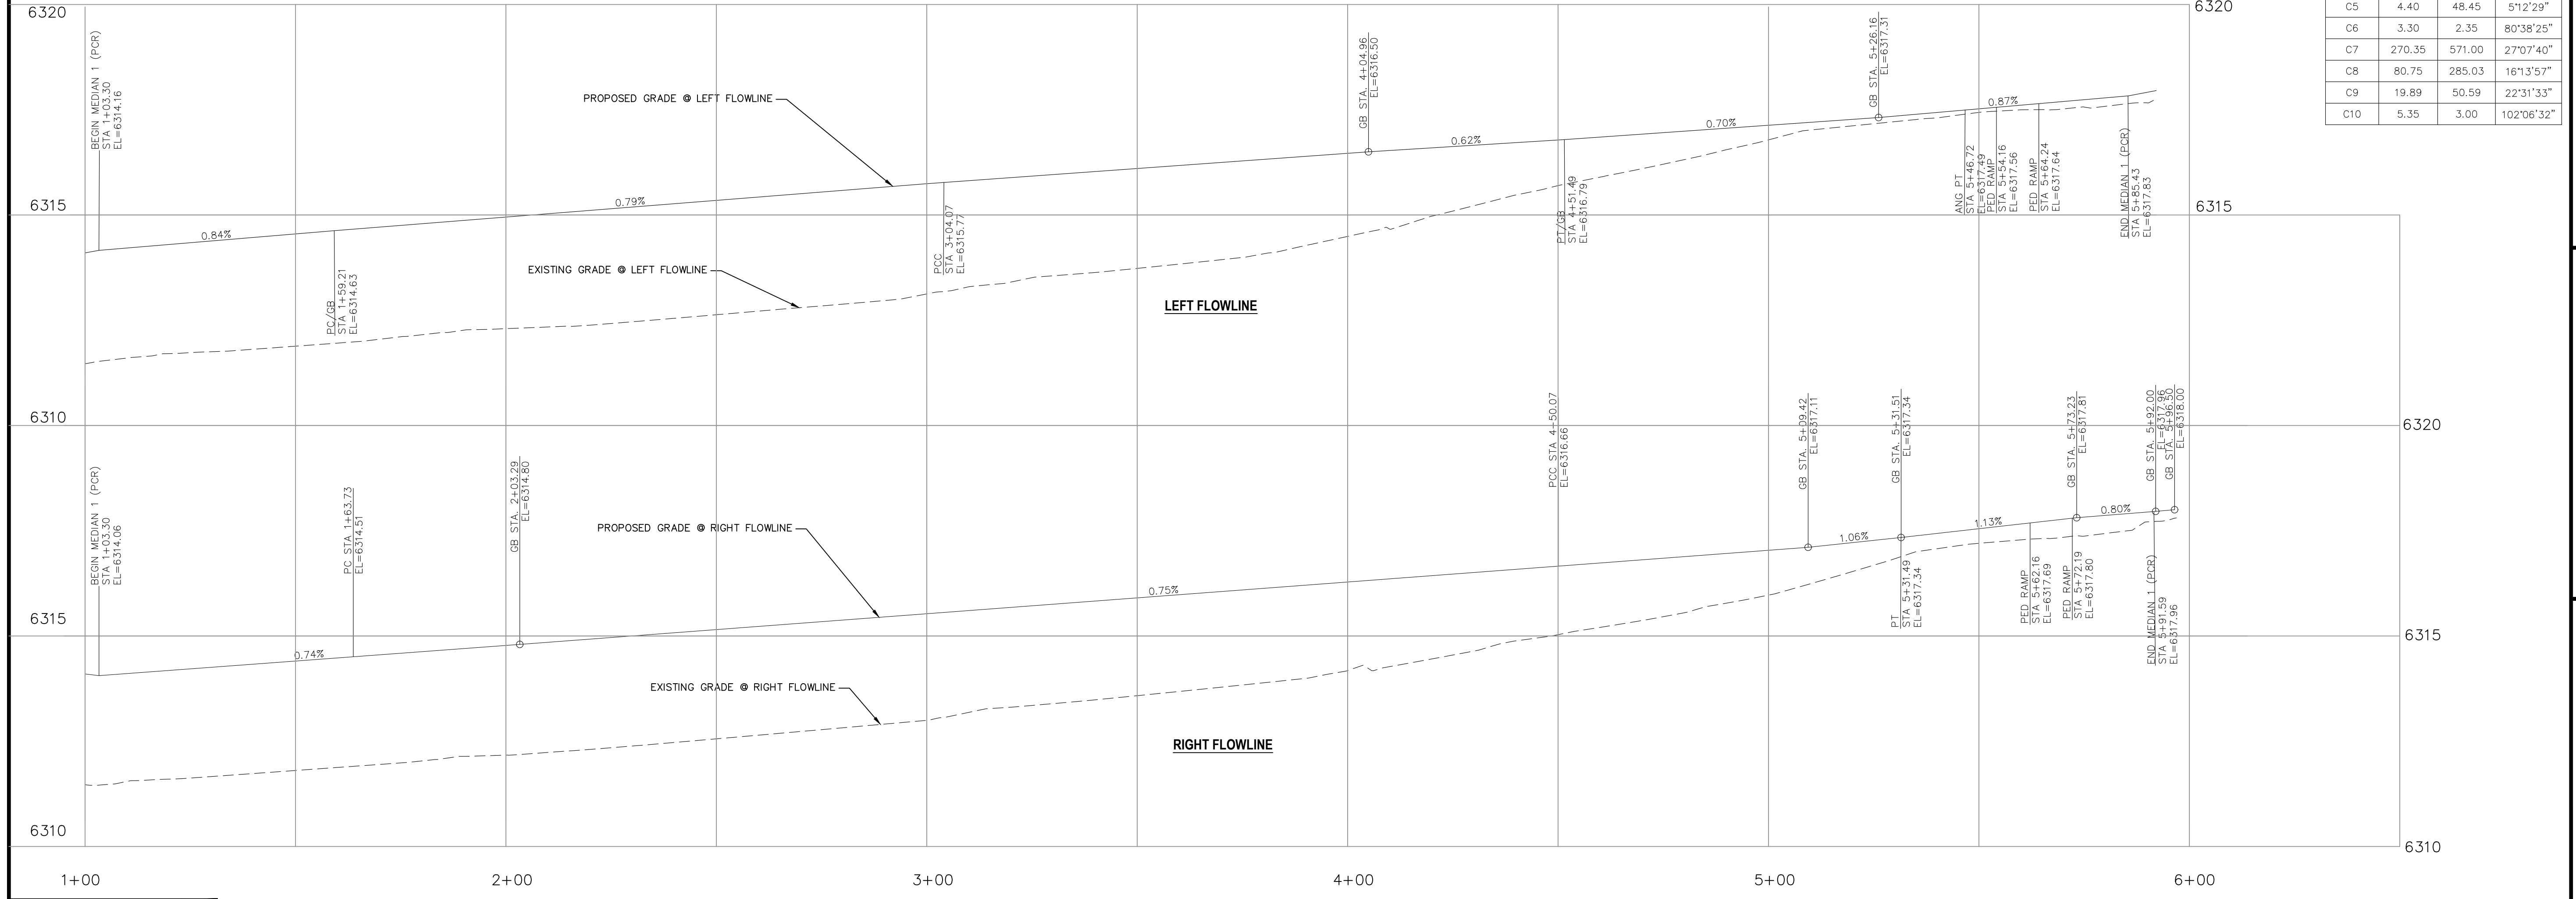 6320
6320
C5 4.40 48.45 5°12'29"
C6 3.30 2.35 80°38'25"
C7 270.35 571.00 27°07'40"
C8 80.75 285.03 16°13'57"
C9 19.89 50.59 22°31'33"
C10 5.35 3.00 102°06'32"
BEGIN MEDIAN 1 (PCR)
STA 1+03.30
EL=6314.16
0.84%
PC/GB
STA 1+59.21
EL=6314.63
0.79%
PROPOSED GRADE @ LEFT FLOWLINE
EXISTING GRADE @ LEFT FLOWLINE
PCC
STA 3+04.07
EL=6315.77
GB STA. 4+04.96
EL=6316.50
0.62%
PT/GB
STA 4+51.49
EL=6316.79
0.70%
GB STA. 5+26.16
EL=6317.31
0.87%
ANG PT
STA 5+46.72
EL=6317.49
PED RAMP
STA 5+54.16
EL=6317.56
PED RAMP
STA 5+64.24
EL=6317.64
END MEDIAN 1 (PCR)
STA 5+85.43
EL=6317.83
6315
6315
LEFT FLOWLINE
6310
6320
BEGIN MEDIAN 1 (PCR)
STA 1+03.30
EL=6314.06
0.74%
PC STA 1+63.73
EL=6314.51
GB STA. 2+03.29
EL=6314.80
PROPOSED GRADE @ RIGHT FLOWLINE
EXISTING GRADE @ RIGHT FLOWLINE
0.75%
PCC STA 4+50.07
EL=6316.66
GB STA. 5+09.42
EL=6317.11
1.06%
GB STA. 5+31.51
EL=6317.34
PT
STA 5+31.49
EL=6317.34
1.13%
PED RAMP
STA 5+62.16
EL=6317.69
PED RAMP
STA 5+72.19
EL=6317.80
GB STA. 5+73.23
EL=6317.81
0.80%
GB STA. 5+92.00
EL=6317.96
GB STA. 5+96.50
EL=6318.00
END MEDIAN 1 (PCR)
STA 5+91.59
EL=6317.96
6315
6315
RIGHT FLOWLINE
6310
6310
1+00
2+00
3+00
4+00
5+00
6+00